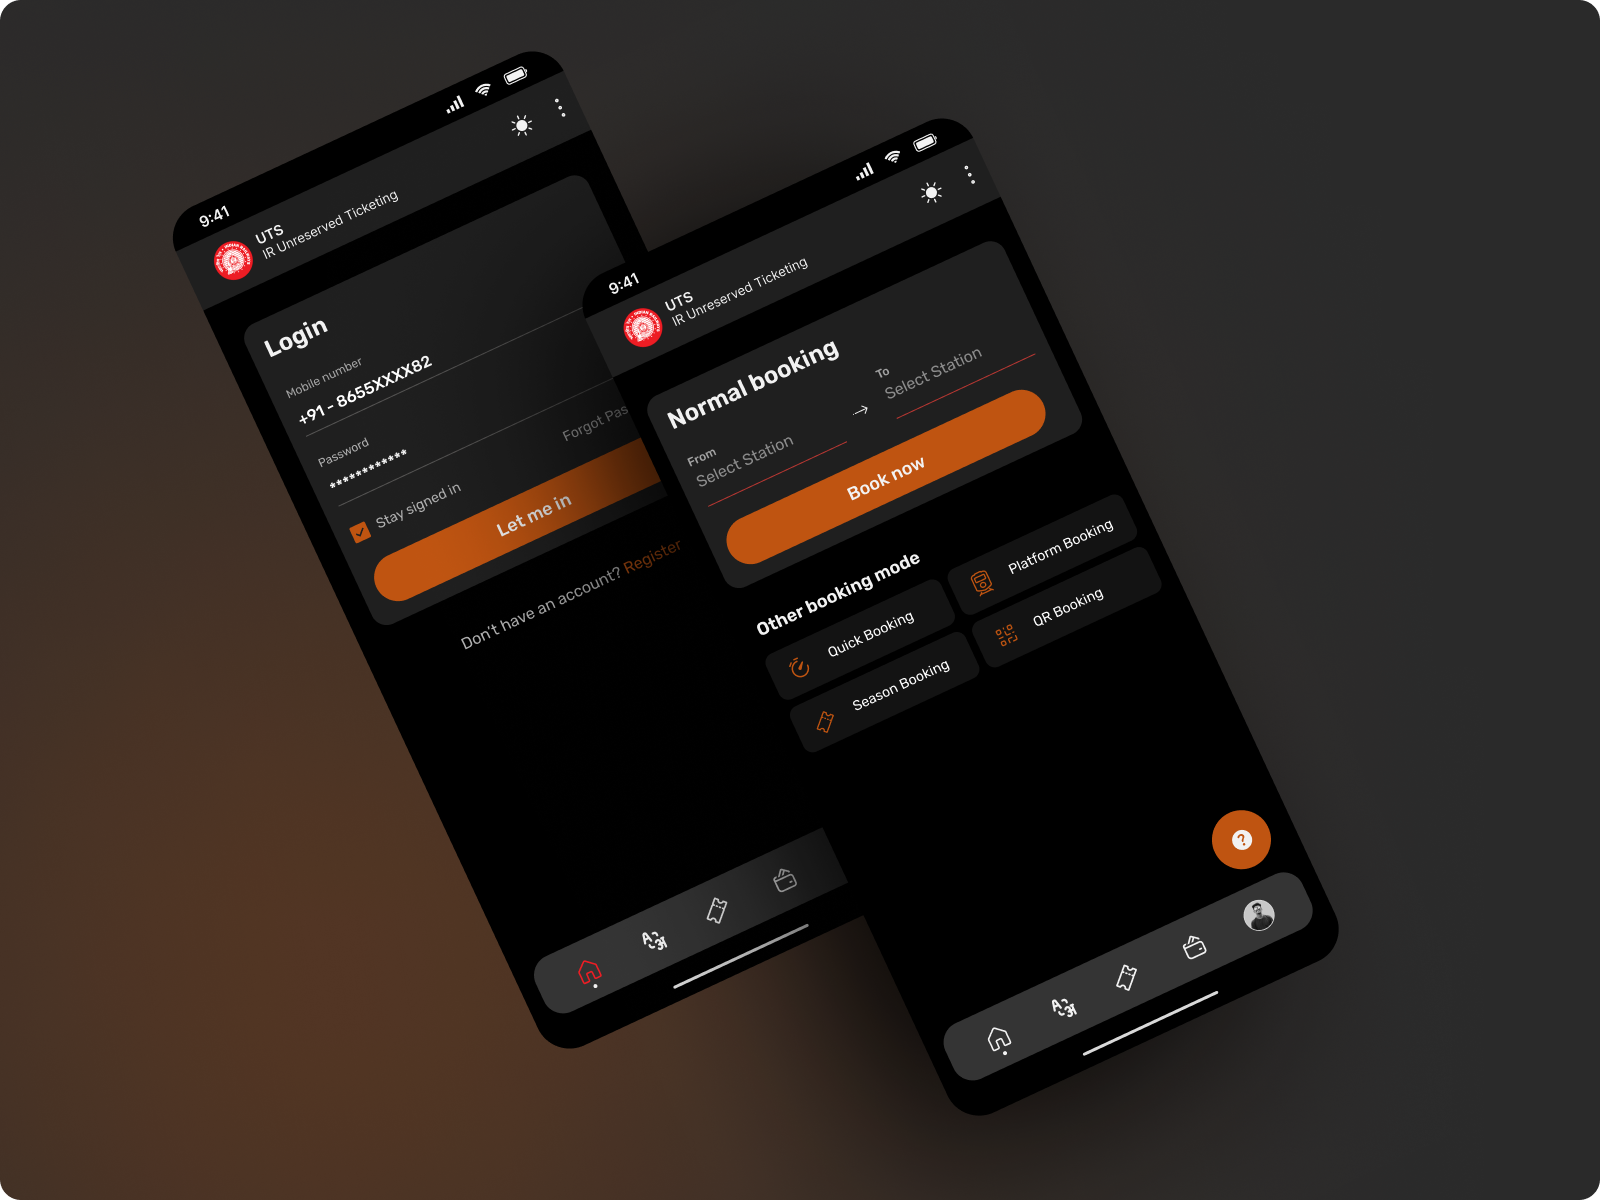 9:41
UTS
IR Unreserved Ticketing
Login
Mobile number
+91 - 8655XXXX82
Password
************
Forgot Pas
Stay signed in
Let me in
Don't have an account? Register
A अ
9:41
UTS
IR Unreserved Ticketing
Normal booking
From
Select Station
To
Select Station
Book now
Other booking mode
Quick Booking
Platform Booking
Season Booking
QR Booking
?
A अ